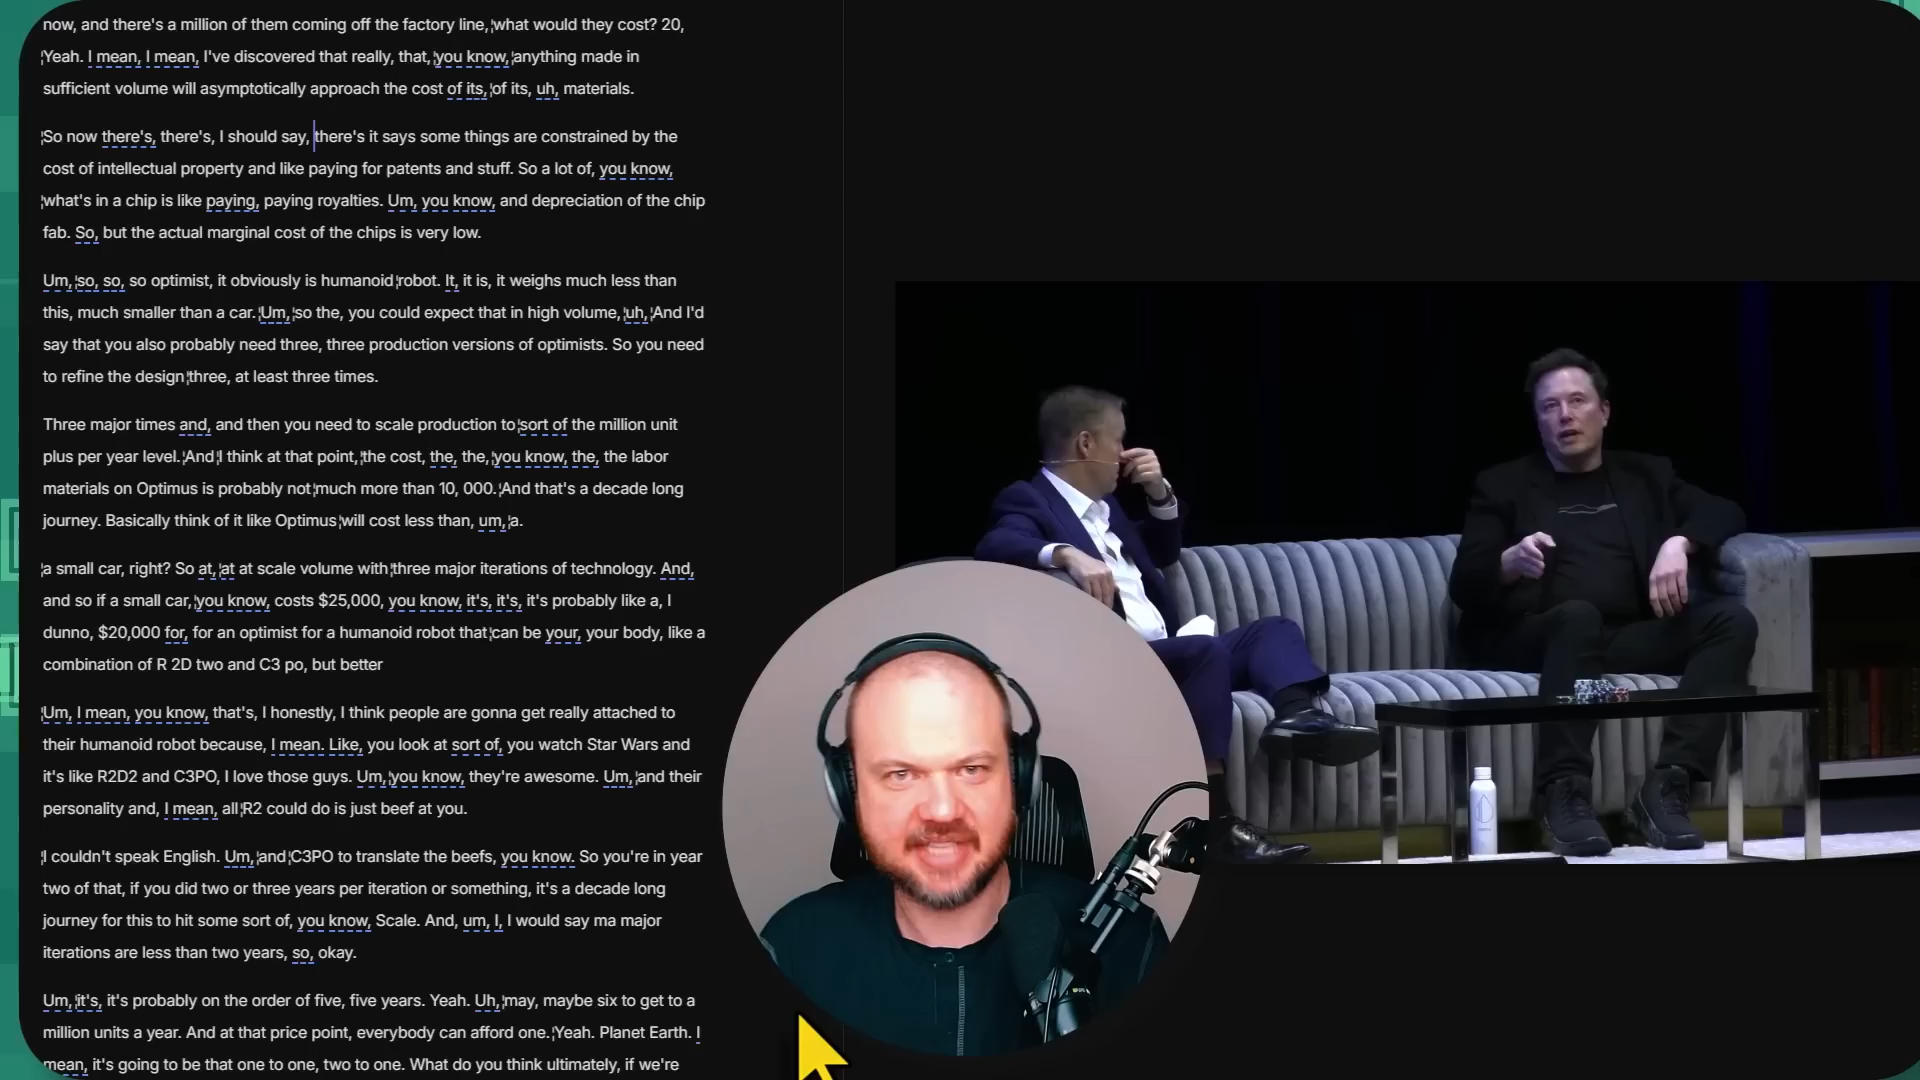 now, and there's a million of them coming off the factory line, what would they cost? 20,
Yeah. I mean, I mean, I've discovered that really, that, you know, anything made in
sufficient volume will asymptotically approach the cost of its, of its, uh, materials.
So now there's, there's, I should say, there's it says some things are constrained by the
cost of intellectual property and like paying for patents and stuff. So a lot of, you know,
what's in a chip is like paying, paying royalties. Um, you know, and depreciation of the chip
fab. So, but the actual marginal cost of the chips is very low.
Um, so, so, so optimist, it obviously is humanoid robot. It, it is, it weighs much less than
this, much smaller than a car. Um, so the, you could expect that in high volume, uh, And I'd
say that you also probably need three, three production versions of optimists. So you need
to refine the design three, at least three times.
Three major times and, and then you need to scale production to sort of the million unit
plus per year level. And I think at that point, the cost, the, the, you know, the, the labor
materials on Optimus is probably not much more than 10, 000. And that's a decade long
journey. Basically think of it like Optimus will cost less than, um, a.
a small car, right? So at, at at scale volume with three major iterations of technology. And,
and so if a small car, you know, costs $25,000, you know, it's, it's, it's probably like a, I
dunno, $20,000 for, for an optimist for a humanoid robot that can be your, your body, like a
combination of R 2D two and C3 po, but better
Um, I mean, you know, that's, I honestly, I think people are gonna get really attached to
their humanoid robot because, I mean. Like, you look at sort of, you watch Star Wars and
it's like R2D2 and C3PO, I love those guys. Um, you know, they're awesome. Um, and their
personality and, I mean, all R2 could do is just beef at you.
I couldn't speak English. Um, and C3PO to translate the beefs, you know. So you're in year
two of that, if you did two or three years per iteration or something, it's a decade long
journey for this to hit some sort of, you know, Scale. And, um, I, I would say ma major
iterations are less than two years, so, okay.
Um, it's, it's probably on the order of five, five years. Yeah. Uh, may, maybe six to get to a
million units a year. And at that price point, everybody can afford one. Yeah. Planet Earth. I
mean, it's going to be that one to one, two to one. What do you think ultimately, if we're